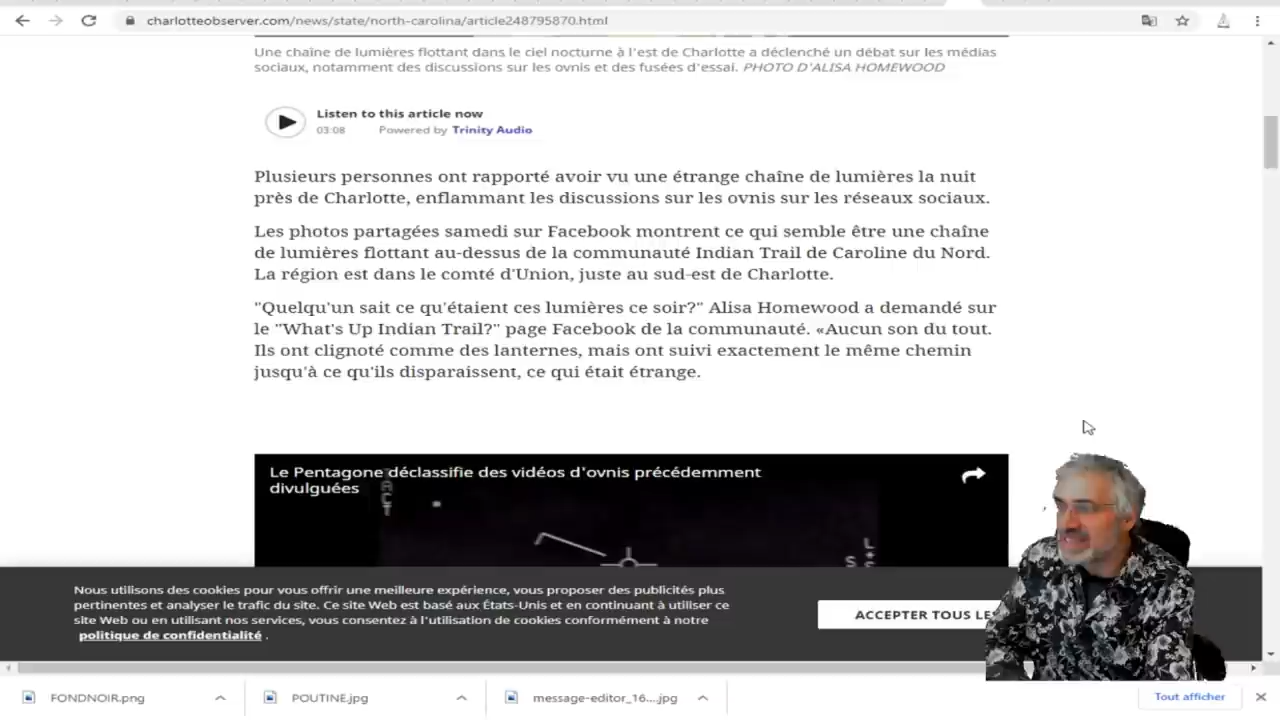 charlotteobserver.com/news/state/north-carolina/article248795870.html
Une chaîne de lumières flottant dans le ciel nocturne à l'est de Charlotte a déclenché un débat sur les médias
sociaux, notamment des discussions sur les ovnis et des fusées d'essai. PHOTO D'ALISA HOMEWOOD
Listen to this article now
03:08 Powered by Trinity Audio
Plusieurs personnes ont rapporté avoir vu une étrange chaîne de lumières la nuit
près de Charlotte, enflammant les discussions sur les ovnis sur les réseaux sociaux.
Les photos partagées samedi sur Facebook montrent ce qui semble être une chaîne
de lumières flottant au-dessus de la communauté Indian Trail de Caroline du Nord.
La région est dans le comté d'Union, juste au sud-est de Charlotte.
"Quelqu'un sait ce qu'étaient ces lumières ce soir?" Alisa Homewood a demandé sur
le "What's Up Indian Trail?" page Facebook de la communauté. «Aucun son du tout.
Ils ont clignoté comme des lanternes, mais ont suivi exactement le même chemin
jusqu'à ce qu'ils disparaissent, ce qui était étrange.
Le Pentagone déclassifie des vidéos d'ovnis précédemment
divulguées
Nous utilisons des cookies pour vous offrir une meilleure expérience, vous proposer des publicités plus
pertinentes et analyser le trafic du site. Ce site Web est basé aux États-Unis et en continuant à utiliser ce
site Web ou en utilisant nos services, vous consentez à l'utilisation de cookies conformément à notre
politique de confidentialité .
ACCEPTER TOUS LES
FONDNOIR.png
POUTINE.jpg
message-editor_16....jpg
Tout afficher